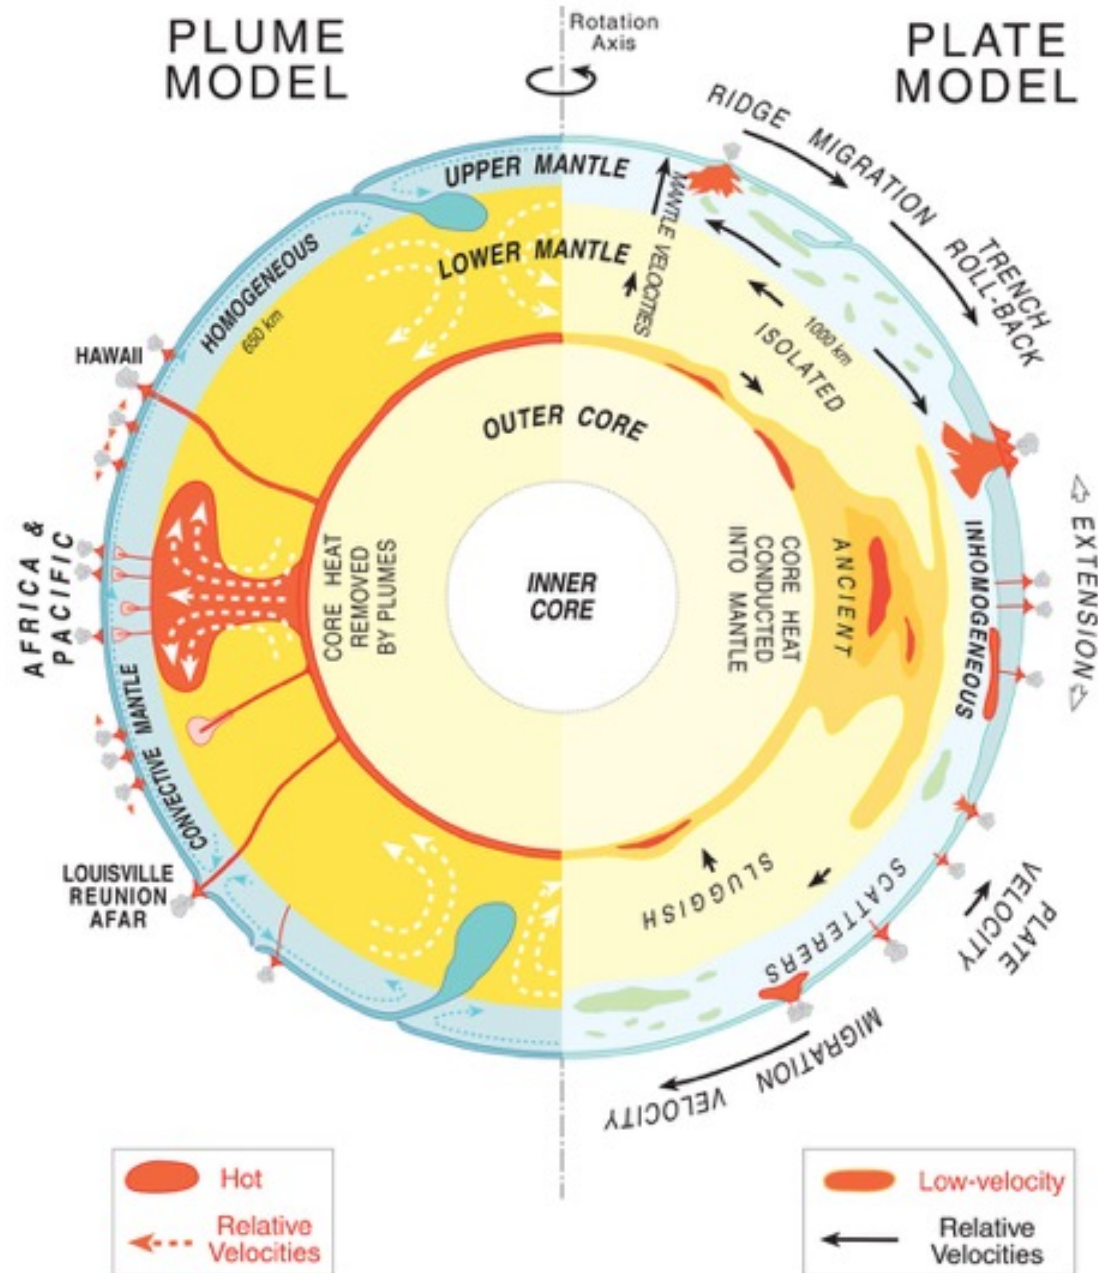 PLUME
MODEL
Rotation
Axis
PLATE
MODEL
RIDGE MIGRATION
TRENCH
ROLL-BACK
UPPER MANTLE
MANTLE VELOCITIES
LOWER MANTLE
HOMOGENEOUS
650 km
1000 km
ISOLATED
HAWAII
OUTER CORE
AFRICA &
PACIFIC
CORE HEAT
REMOVED
BY PLUMES
INNER
CORE
CORE HEAT
CONDUCTED
INTO MANTLE
ANCIENT
INHOMOGENEOUS
EXTENSION
CONVECTIVE MANTLE
LOUISVILLE
REUNION
AFAR
SLUGGISH
SCATTERERS
PLATE
VELOCITY
MIGRATION VELOCITY
Hot
Relative
Velocities
Low-velocity
Relative
Velocities